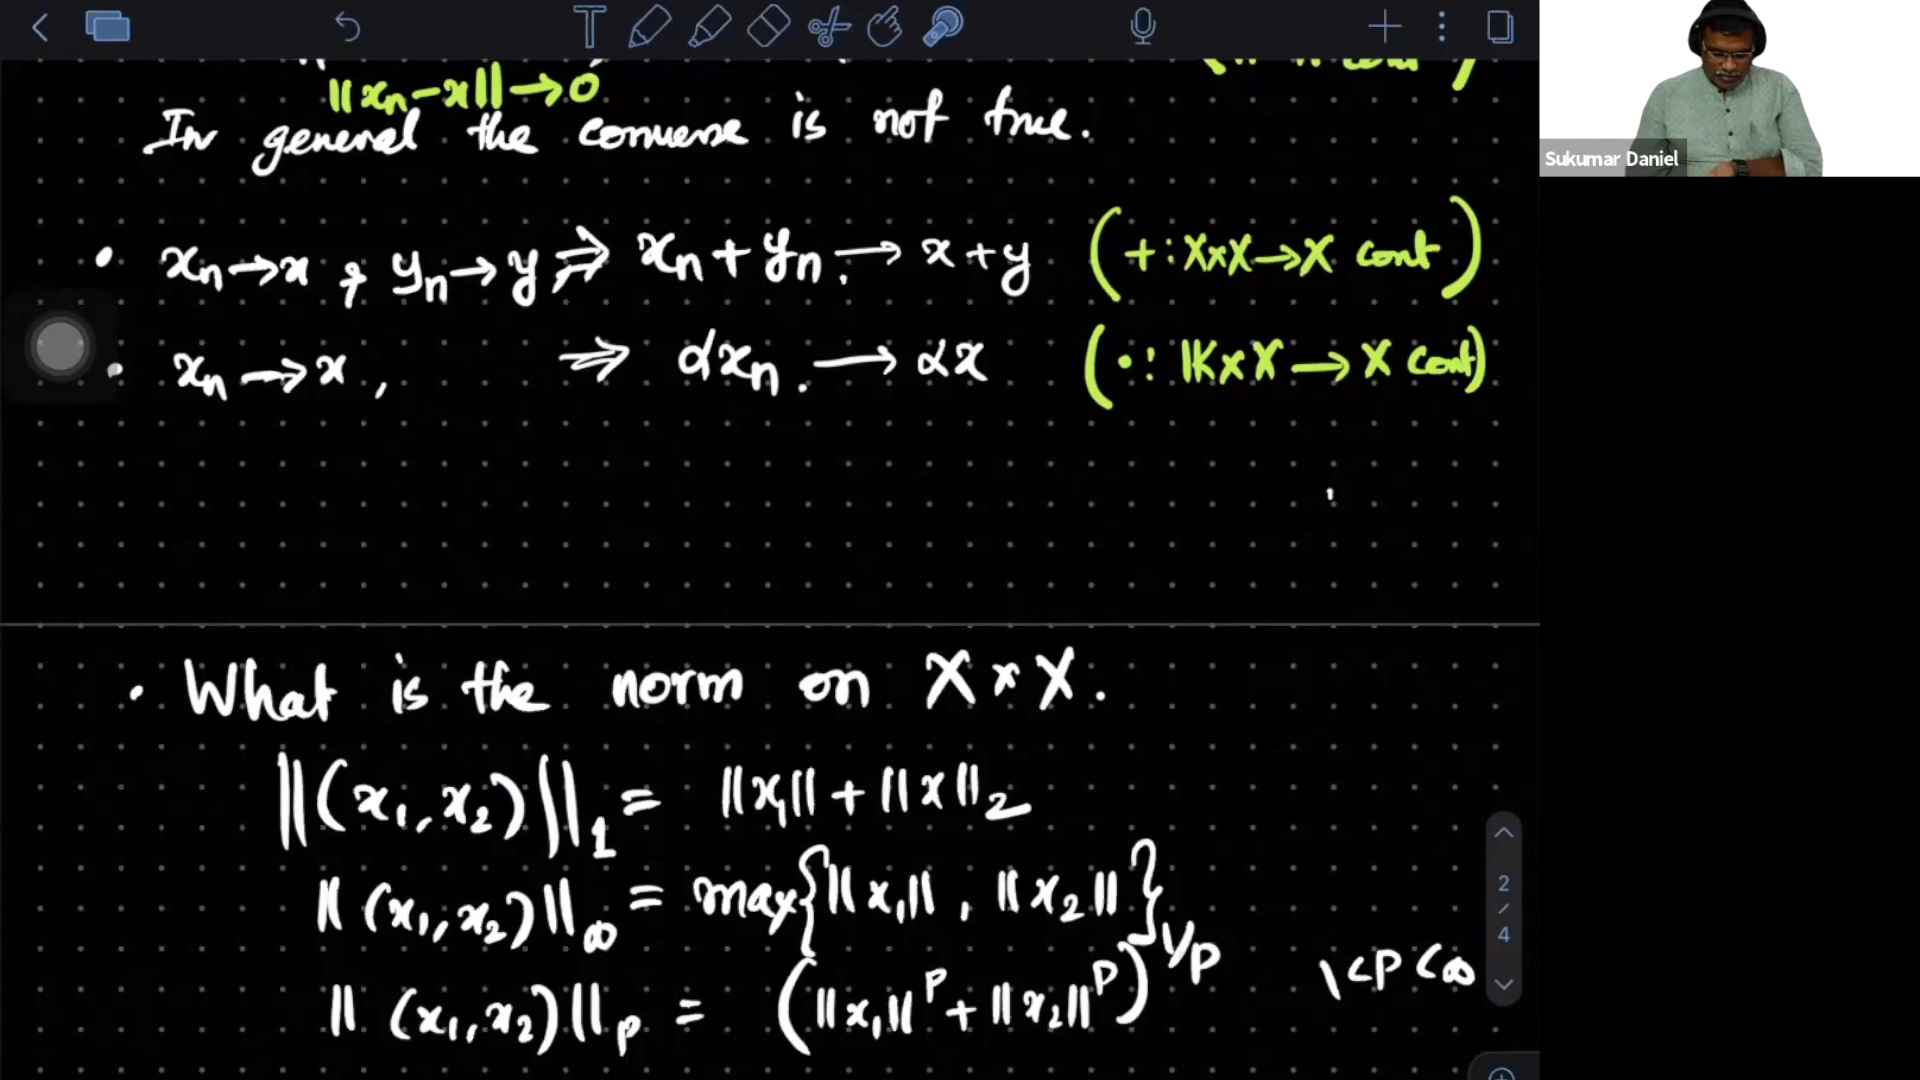 ‖xₙ-x‖→0
In general the converse is not true.
• xₙ→x, yₙ→y ⇒ xₙ+yₙ → x+y (+: X×X→X cont)
• xₙ→x, ⇒ αxₙ → αx (•: 𝕂×X→X cont)
• What is the norm on X×X.
‖(x₁,x₂)‖₁ = ‖x₁‖+‖x‖₂
‖(x₁,x₂)‖∞ = max{‖x₁‖, ‖x₂‖}
‖(x₁,x₂)‖ₚ = (‖x₁‖ᵖ+‖x₂‖ᵖ)^{1/p} 1<p<∞
Sukumar Daniel
2
/
4